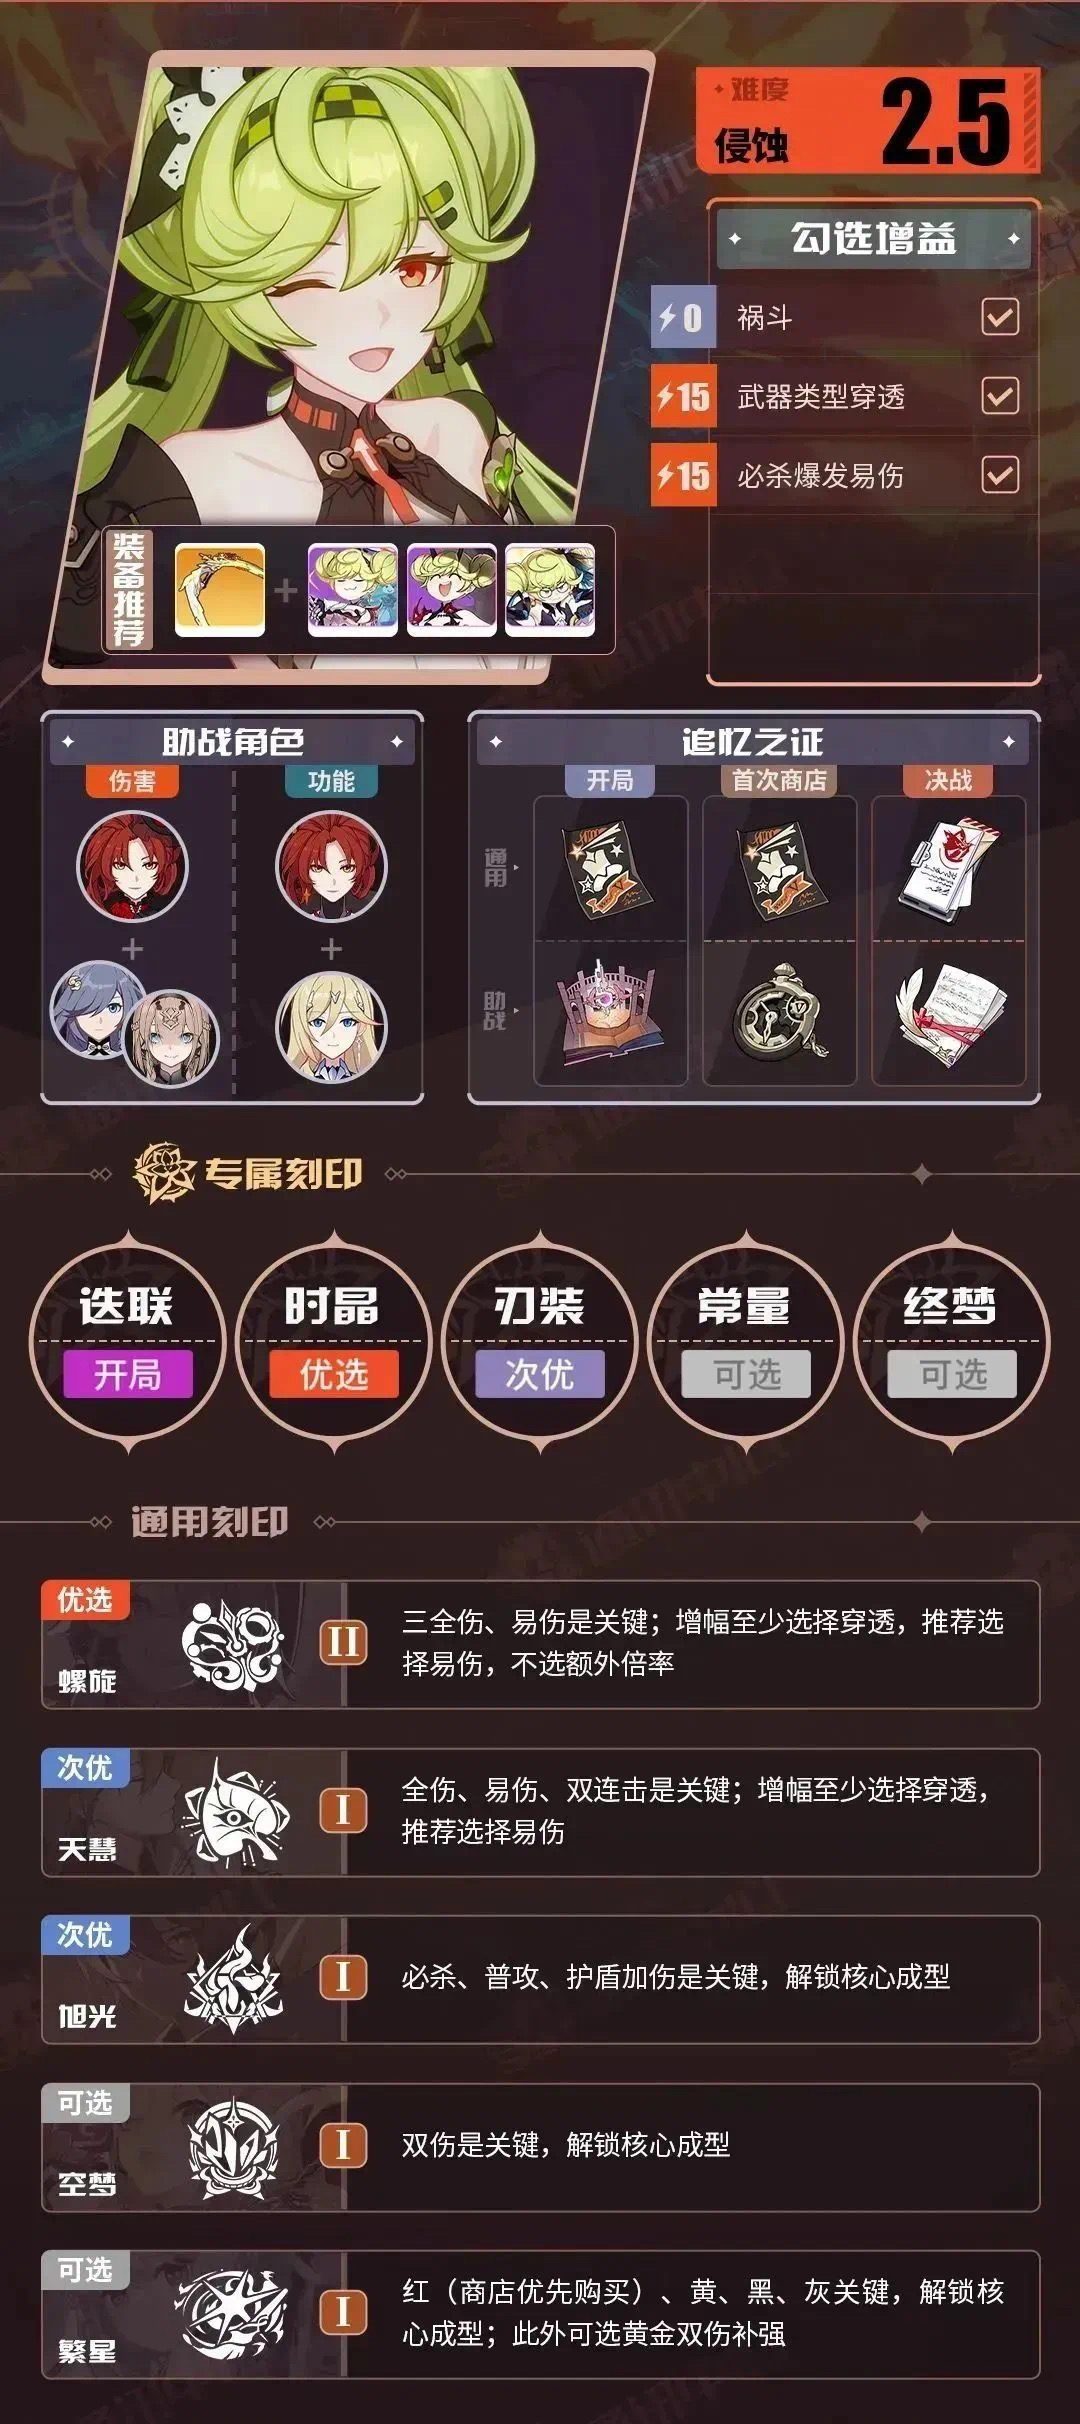 难度
侵蚀
2.5
勾选增益
0
祸斗
15
武器类型穿透
15
必杀爆发易伤
装备推荐
助战角色
伤害
功能
追忆之证
开局
首次商店
决战
通用
助战
专属刻印
迭联
开局
时晶
优选
刃装
次优
常量
可选
终梦
可选
通用刻印
优选
螺旋
II
三全伤、易伤是关键；增幅至少选择穿透，推荐选
择易伤，不选额外倍率
次优
天慧
I
全伤、易伤、双连击是关键；增幅至少选择穿透，
推荐选择易伤
次优
旭光
I
必杀、普攻、护盾加伤是关键，解锁核心成型
可选
空梦
I
双伤是关键，解锁核心成型
可选
繁星
I
红（商店优先购买）、黄、黑、灰关键，解锁核
心成型；此外可选黄金双伤补强